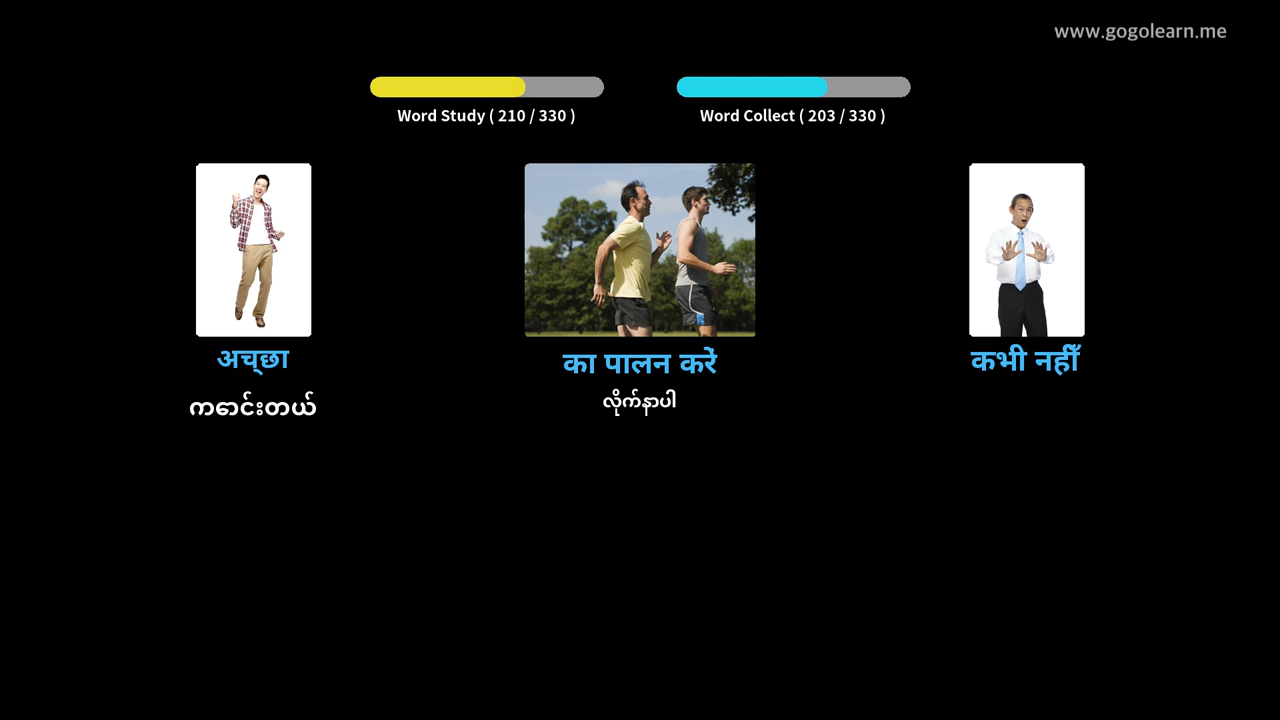 www.gogolearn.me
Word Study ( 210 / 330 )
Word Collect ( 203 / 330 )
अच्छा
का पालन करें
कभी नहीँ
ကောင်းတယ်
လိုက်နာပါ